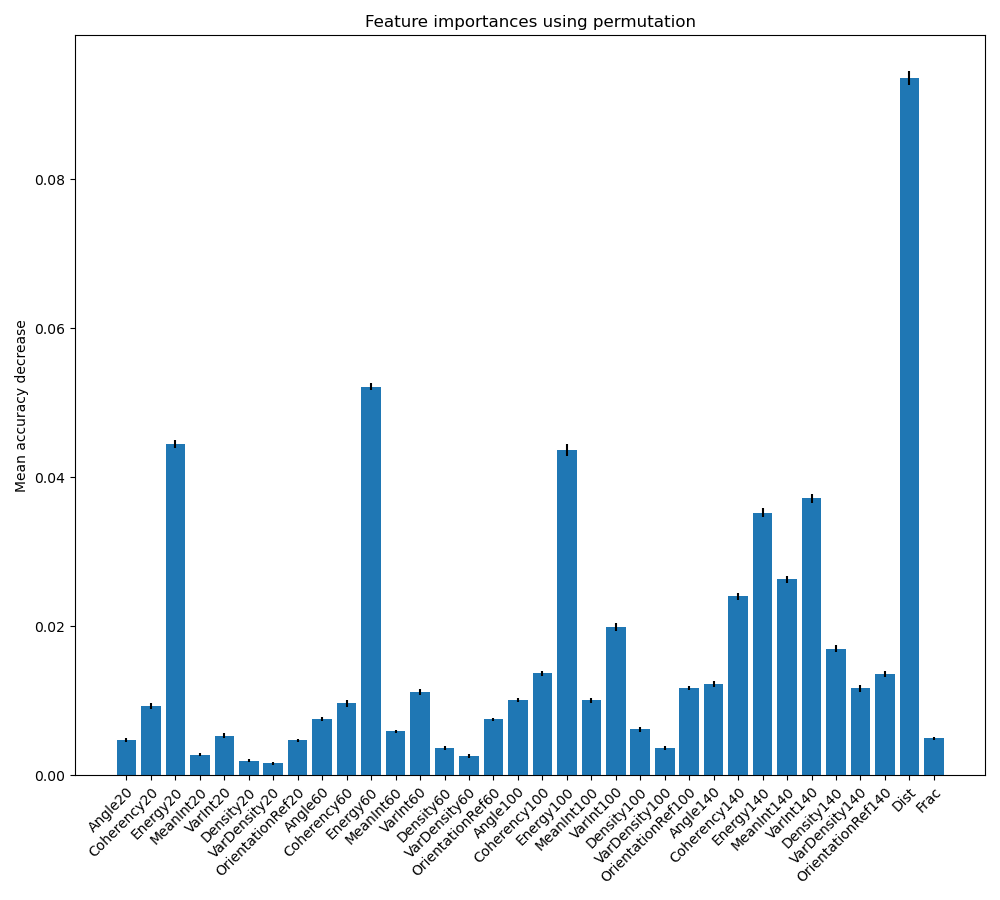 Feature importances using permutation
Mean accuracy decrease
0.08
0.06
0.04
0.02
0.00
Angle20
Coherency20
Energy20
MeanInt20
VarInt20
Density20
VarDensity20
OrientationRef20
Angle60
Coherency60
Energy60
MeanInt60
VarInt60
Density60
VarDensity60
OrientationRef60
Angle100
Coherency100
Energy100
MeanInt100
VarInt100
Density100
VarDensity100
OrientationRef100
Angle140
Coherency140
Energy140
MeanInt140
VarInt140
Density140
VarDensity140
OrientationRef140
Dist
Frac